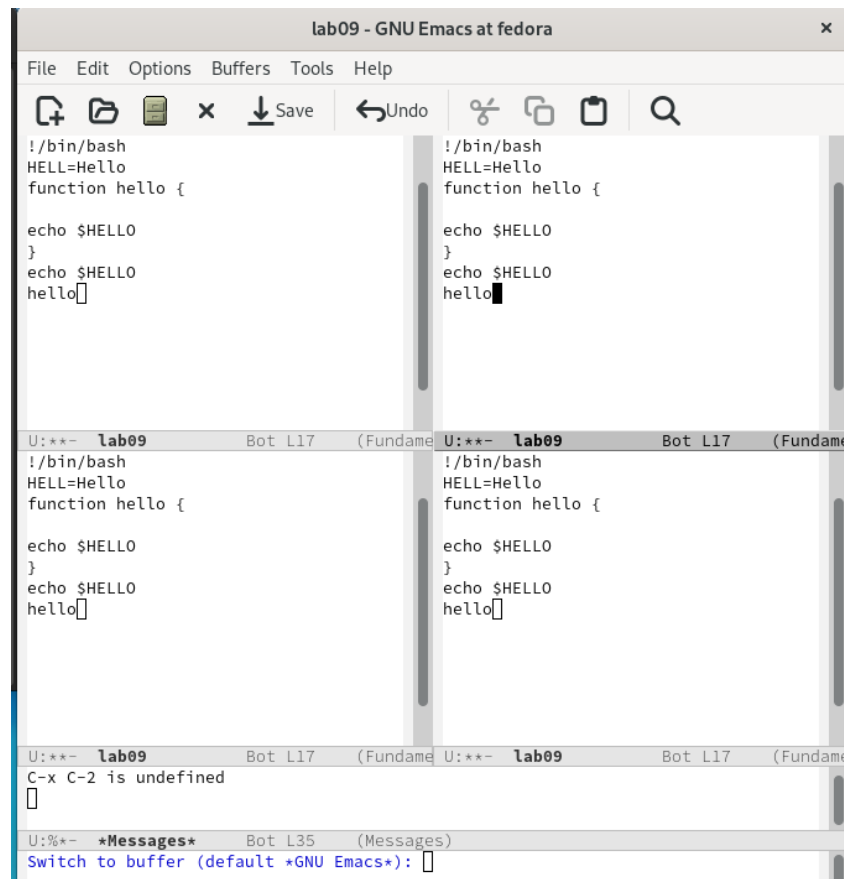 lab09 - GNU Emacs at fedora ×
File Edit Options Buffers Tools Help
Save Undo
!/bin/bash
HELL=Hello
function hello {
echo $HELLO
}
echo $HELLO
hello
U:**- lab09 Bot L17 (Fundame
!/bin/bash
HELL=Hello
function hello {
echo $HELLO
}
echo $HELLO
hello
U:**- lab09 Bot L17 (Fundame
!/bin/bash
HELL=Hello
function hello {
echo $HELLO
}
echo $HELLO
hello
U:**- lab09 Bot L17 (Fundame
!/bin/bash
HELL=Hello
function hello {
echo $HELLO
}
echo $HELLO
hello
U:**- lab09 Bot L17 (Fundame
C-x C-2 is undefined
U:%*- *Messages* Bot L35 (Messages)
Switch to buffer (default *GNU Emacs*):